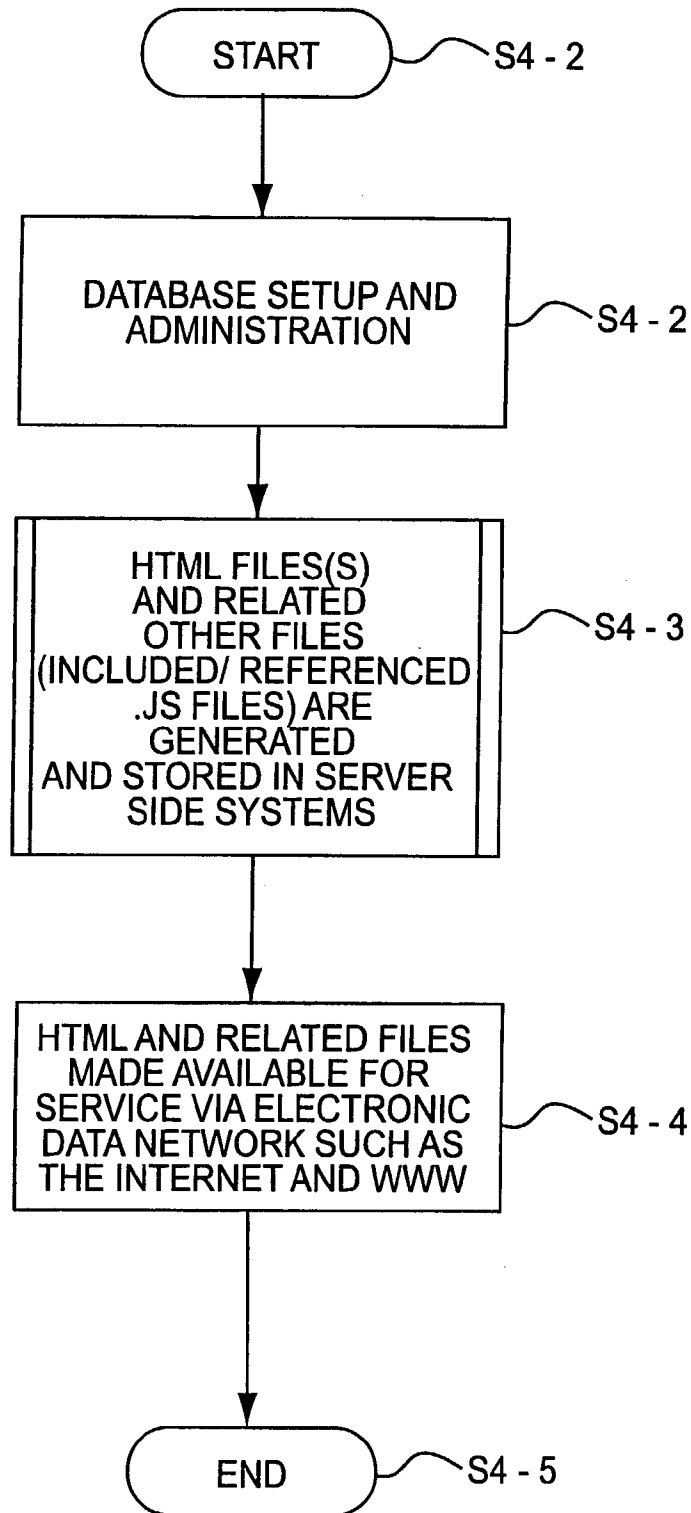 START
S4 - 2
DATABASE SETUP AND
ADMINISTRATION
S4 - 2
HTML FILES(S)
AND RELATED
OTHER FILES
(INCLUDED/ REFERENCED
.JS FILES) ARE
GENERATED
AND STORED IN SERVER
SIDE SYSTEMS
S4 - 3
HTML AND RELATED FILES
MADE AVAILABLE FOR
SERVICE VIA ELECTRONIC
DATA NETWORK SUCH AS
THE INTERNET AND WWW
S4 - 4
END
S4 - 5